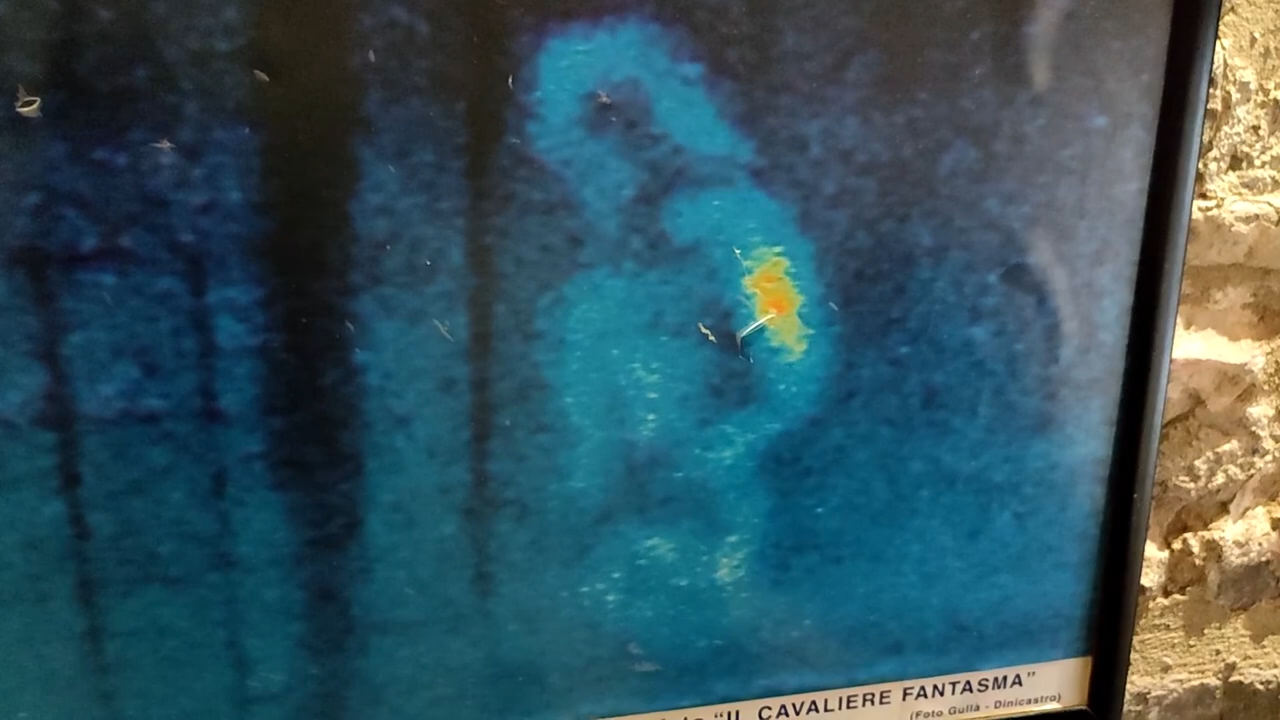 “IL CAVALIERE FANTASMA”
(Foto Gullà - Dinicastro)